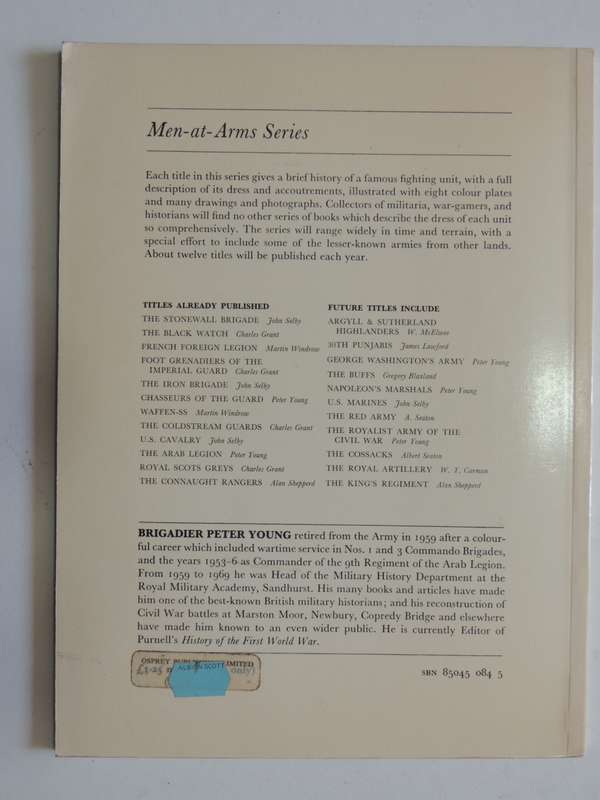 Men-at-Arms Series
Each title in this series gives a brief history of a famous fighting unit, with a full
description of its dress and accoutrements, illustrated with eight colour plates
and many drawings and photographs. Collectors of militaria, war-gamers, and
historians will find no other series of books which describe the dress of each unit
so comprehensively. The series will range widely in time and terrain, with a
special effort to include some of the lesser-known armies from other lands.
About twelve titles will be published each year.
TITLES ALREADY PUBLISHED
THE STONEWALL BRIGADE John Selby
THE BLACK WATCH Charles Grant
FRENCH FOREIGN LEGION Martin Windrow
FOOT GRENADIERS OF THE
IMPERIAL GUARD Charles Grant
THE IRON BRIGADE John Selby
CHASSEURS OF THE GUARD Peter Young
WAFFEN-SS Martin Windrow
THE COLDSTREAM GUARDS Charles Grant
U.S. CAVALRY John Selby
THE ARAB LEGION Peter Young
ROYAL SCOTS GREYS Charles Grant
THE CONNAUGHT RANGERS Alan Shepperd
FUTURE TITLES INCLUDE
ARGYLL & SUTHERLAND
HIGHLANDERS W. McElwee
30TH PUNJABIS James Lawford
GEORGE WASHINGTON'S ARMY Peter Young
THE BUFFS Gregory Blaxland
NAPOLEON'S MARSHALS Peter Young
U.S. MARINES John Selby
THE RED ARMY A. Seaton
THE ROYALIST ARMY OF THE
CIVIL WAR Peter Young
THE COSSACKS Albert Seaton
THE ROYAL ARTILLERY W. Y. Carman
THE KING'S REGIMENT Alan Shepperd
BRIGADIER PETER YOUNG retired from the Army in 1959 after a colour-
ful career which included wartime service in Nos. 1 and 3 Commando Brigades,
and the years 1953–6 as Commander of the 9th Regiment of the Arab Legion.
From 1959 to 1969 he was Head of the Military History Department at the
Royal Military Academy, Sandhurst. His many books and articles have made
him one of the best-known British military historians; and his reconstruction of
Civil War battles at Marston Moor, Newbury, Copredy Bridge and elsewhere
have made him known to an even wider public. He is currently Editor of
Purnell's History of the First World War.
OSPREY LIMITED
ALBION SCOTT
£1·25 only)
SBN 85045 084 5